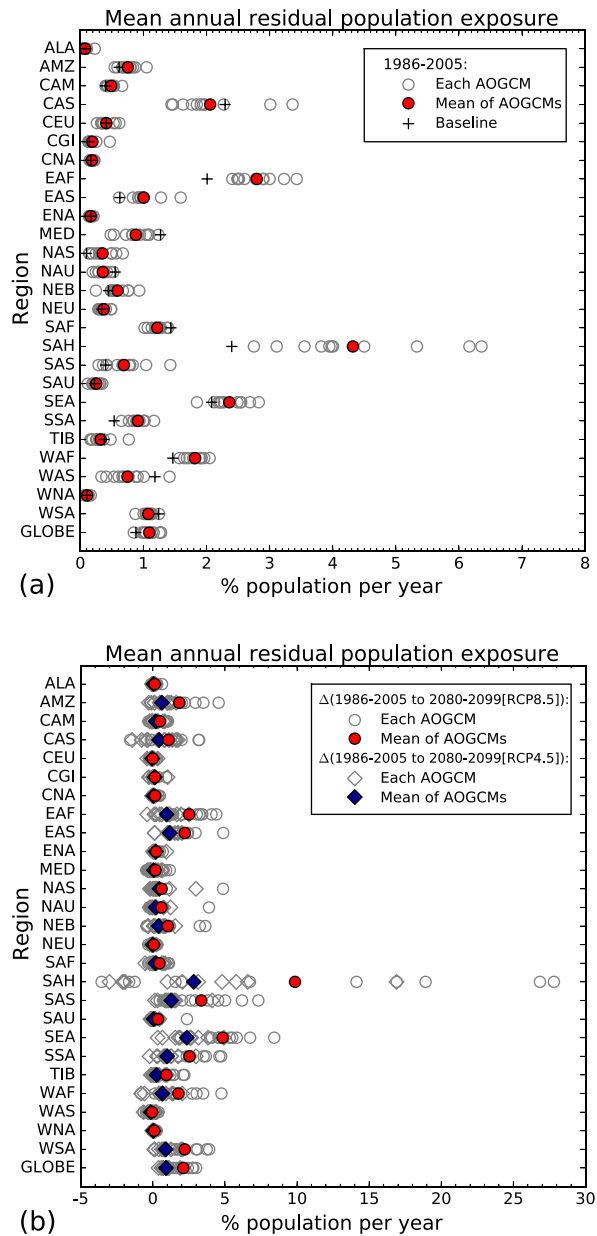 Mean annual residual population exposure
ALA
AMZ
CAM
CAS
CEU
CGI
CNA
EAF
EAS
ENA
MED
NAS
NAU
NEB
NEU
SAF
SAH
SAS
SAU
SEA
SSA
TIB
WAF
WAS
WNA
WSA
GLOBE
Region
1986-2005:
Each AOGCM
Mean of AOGCMs
Baseline
0 1 2 3 4 5 6 7 8
% population per year
(a)
Mean annual residual population exposure
ALA
AMZ
CAM
CAS
CEU
CGI
CNA
EAF
EAS
ENA
MED
NAS
NAU
NEB
NEU
SAF
SAH
SAS
SAU
SEA
SSA
TIB
WAF
WAS
WNA
WSA
GLOBE
Region
Δ(1986-2005 to 2080-2099[RCP8.5]):
Each AOGCM
Mean of AOGCMs
Δ(1986-2005 to 2080-2099[RCP4.5]):
Each AOGCM
Mean of AOGCMs
-5 0 5 10 15 20 25 30
% population per year
(b)